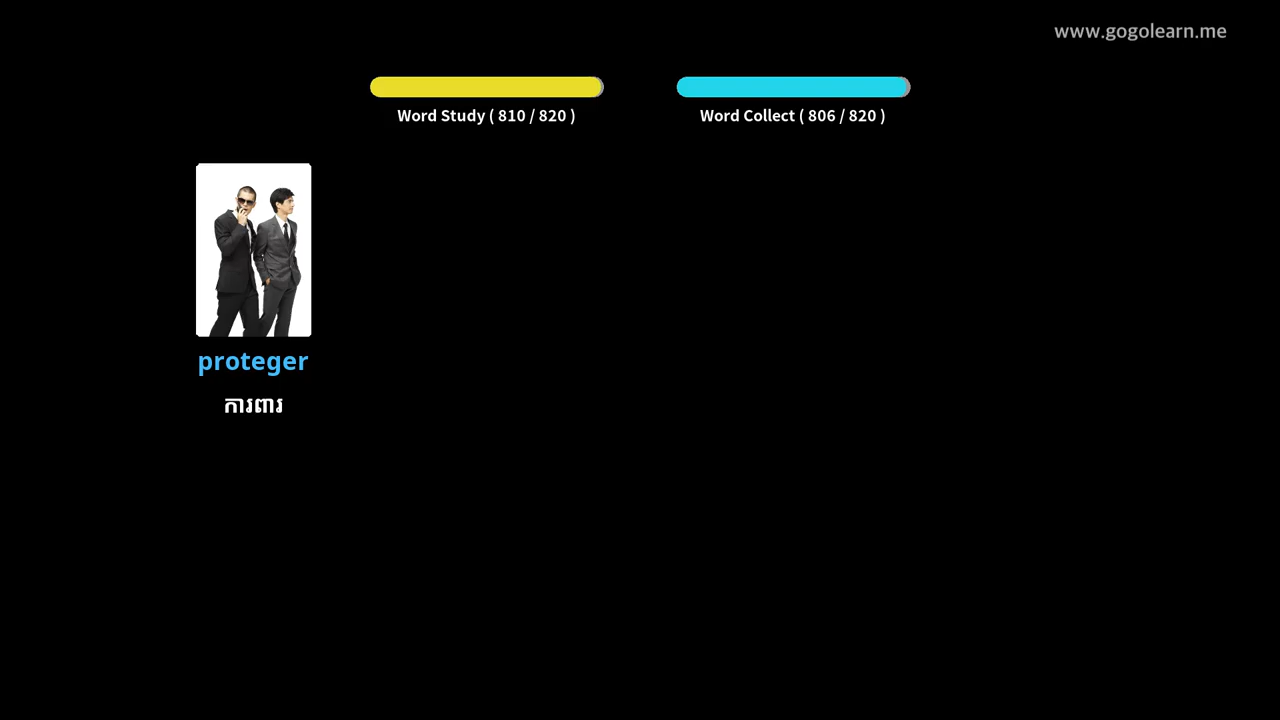 www.gogolearn.me
Word Study ( 810 / 820 )
Word Collect ( 806 / 820 )
proteger
ការពារ